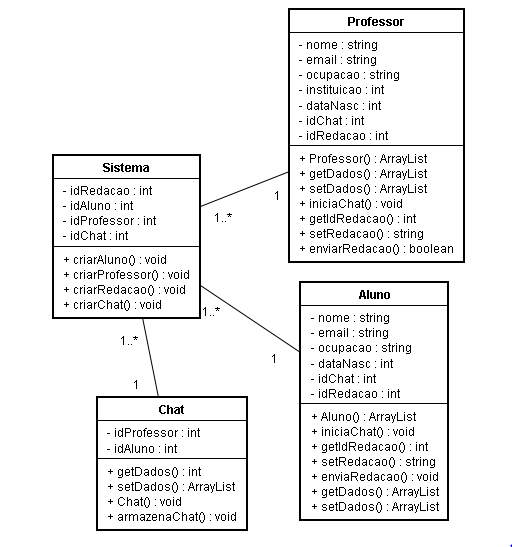 Professor
- nome : string
- email : string
- ocupacao : string
- instituicao : int
- dataNasc : int
- idChat : int
- idRedacao : int
+ Professor() : ArrayList
+ getDados() : ArrayList
+ setDados() : ArrayList
+ iniciaChat() : void
+ getIdRedacao() : int
+ setRedacao() : string
+ enviarRedacao() : boolean
Sistema
- idRedacao : int
- idAluno : int
- idProfessor : int
- idChat : int
+ criarAluno() : void
+ criarProfessor() : void
+ criarRedacao() : void
+ criarChat() : void
1..*
1
1..*
1
1..*
1
Aluno
- nome : string
- email : string
- ocupacao : string
- dataNasc : int
- idChat : int
- idRedacao : int
+ Aluno() : ArrayList
+ iniciaChat() : void
+ getIdRedacao() : int
+ setRedacao() : string
+ enviaRedacao() : void
+ getDados() : ArrayList
+ setDados() : ArrayList
Chat
- idProfessor : int
- idAluno : int
+ getDados() : int
+ setDados() : ArrayList
+ Chat() : void
+ armazenaChat() : void